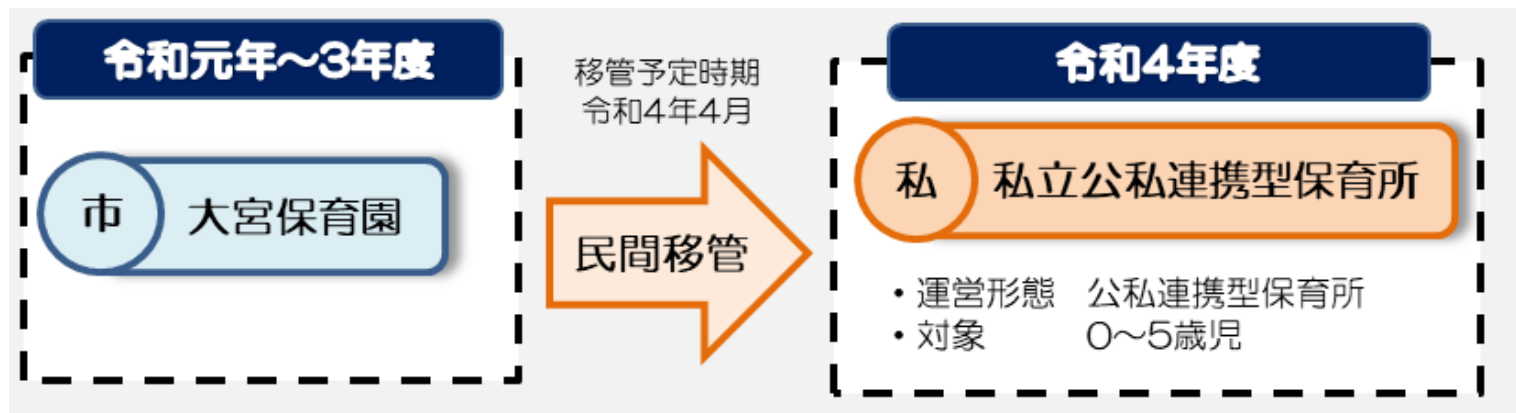 令和元年～3年度
市 大宮保育園
移管予定時期
令和4年4月
民間移管
令和4年度
私 私立公私連携型保育所
・運営形態 公私連携型保育所
・対象 0～5歳児